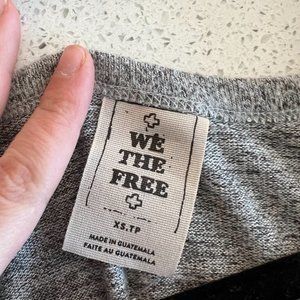 WE
THE
FREE
XS.TP
MADE IN GUATEMALA
FAITE AU GUATEMALA